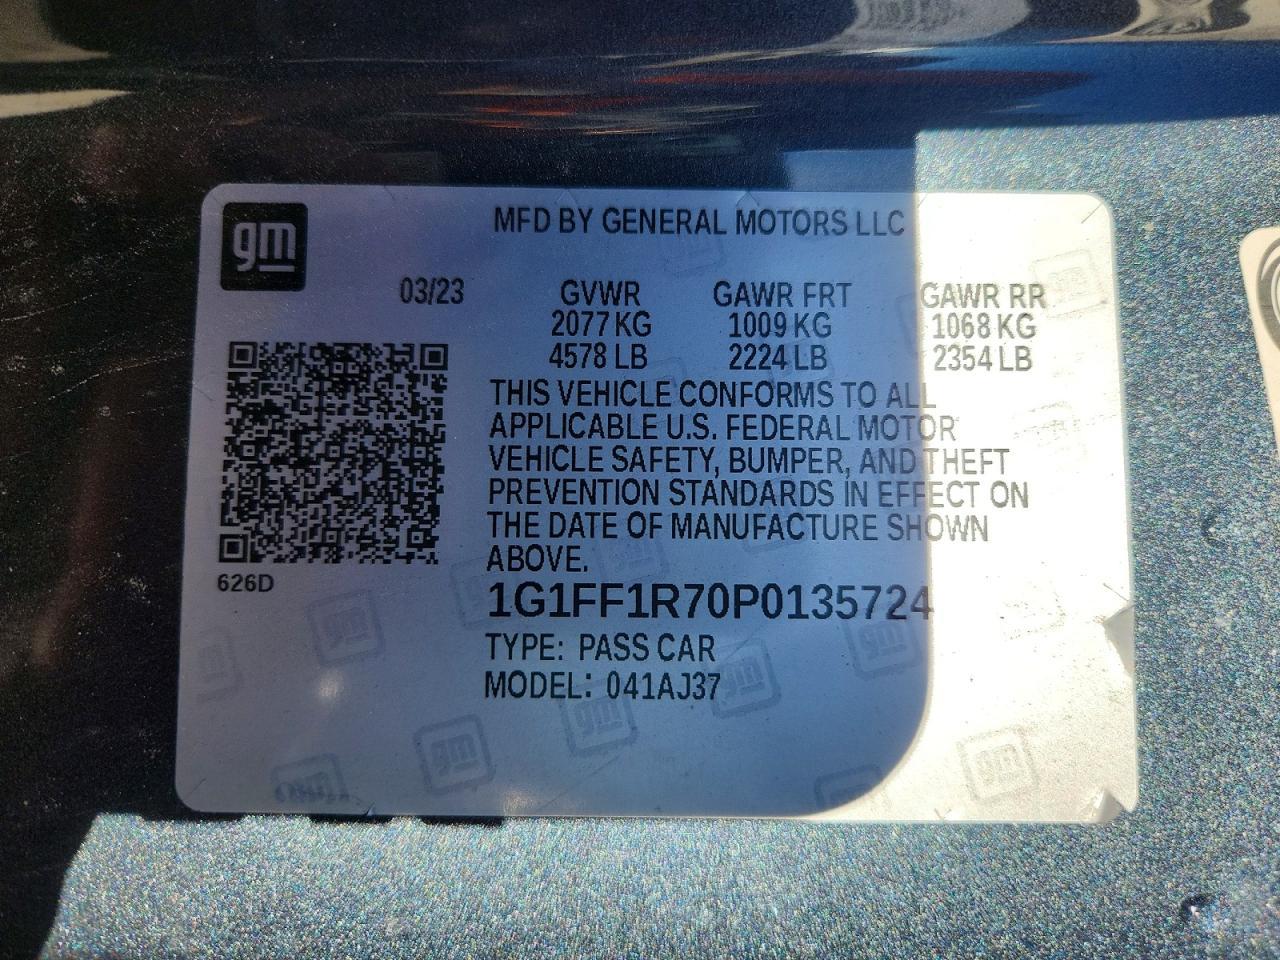 gm
MFD BY GENERAL MOTORS LLC
03/23 GVWR GAWR FRT GAWR RR
2077 KG 1009 KG 1068 KG
4578 LB 2224 LB 2354 LB
THIS VEHICLE CONFORMS TO ALL
APPLICABLE U.S. FEDERAL MOTOR
VEHICLE SAFETY, BUMPER, AND THEFT
PREVENTION STANDARDS IN EFFECT ON
THE DATE OF MANUFACTURE SHOWN
ABOVE.
626D
1G1FF1R70P0135724
TYPE: PASS CAR
MODEL: 041AJ37